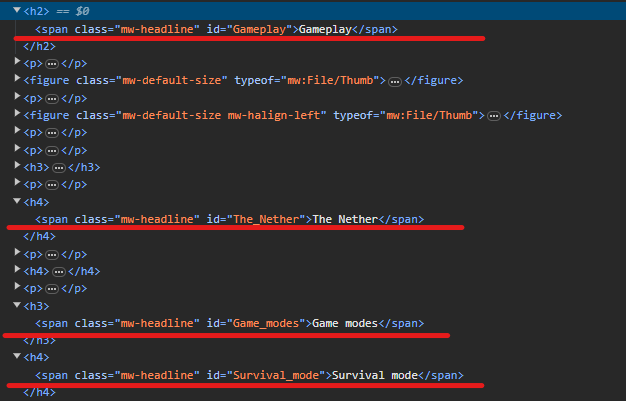 <h2> == $0
<span class="mw-headline" id="Gameplay">Gameplay</span>
</h2>
<p>…</p>
<figure class="mw-default-size" typeof="mw:File/Thumb">…</figure>
<p>…</p>
<figure class="mw-default-size mw-halign-left" typeof="mw:File/Thumb">…</figure>
<p>…</p>
<p>…</p>
<h3>…</h3>
<p>…</p>
<h4>
<span class="mw-headline" id="The_Nether">The Nether</span>
</h4>
<p>…</p>
<h4>…</h4>
<p>…</p>
<h3>
<span class="mw-headline" id="Game_modes">Game modes</span>
</h3>
<h4>
<span class="mw-headline" id="Survival_mode">Survival mode</span>
</h4>